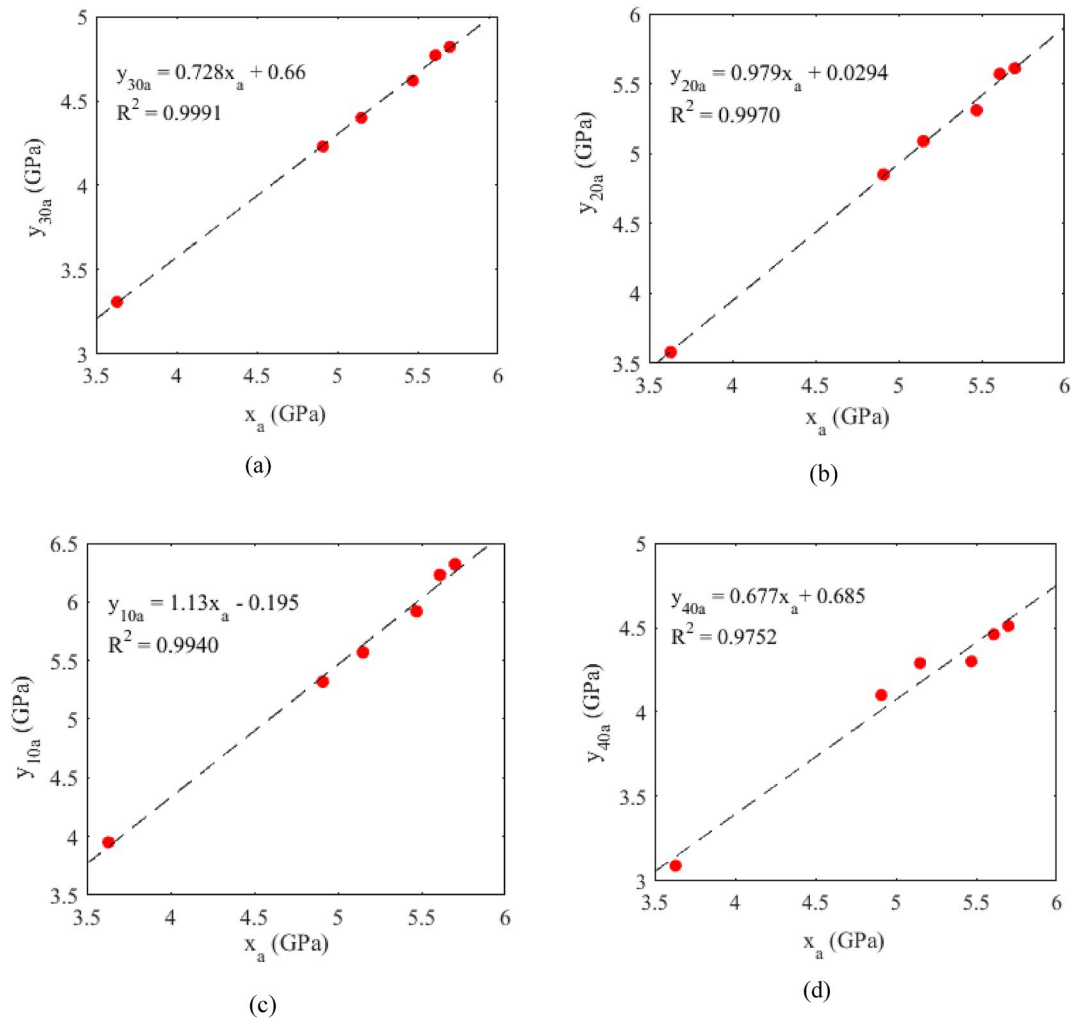 5
4.5
4
3.5
3
y30a (GPa)
y30a = 0.728xa + 0.66
R2 = 0.9991
3.5 4 4.5 5 5.5 6
xa (GPa)
(a)
6
5.5
5
4.5
4
3.5
y20a (GPa)
y20a = 0.979xa + 0.0294
R2 = 0.9970
3.5 4 4.5 5 5.5 6
xa (GPa)
(b)
6.5
6
5.5
5
4.5
4
3.5
y10a (GPa)
y10a = 1.13xa - 0.195
R2 = 0.9940
3.5 4 4.5 5 5.5 6
xa (GPa)
(c)
5
4.5
4
3.5
3
y40a (GPa)
y40a = 0.677xa + 0.685
R2 = 0.9752
3.5 4 4.5 5 5.5 6
xa (GPa)
(d)